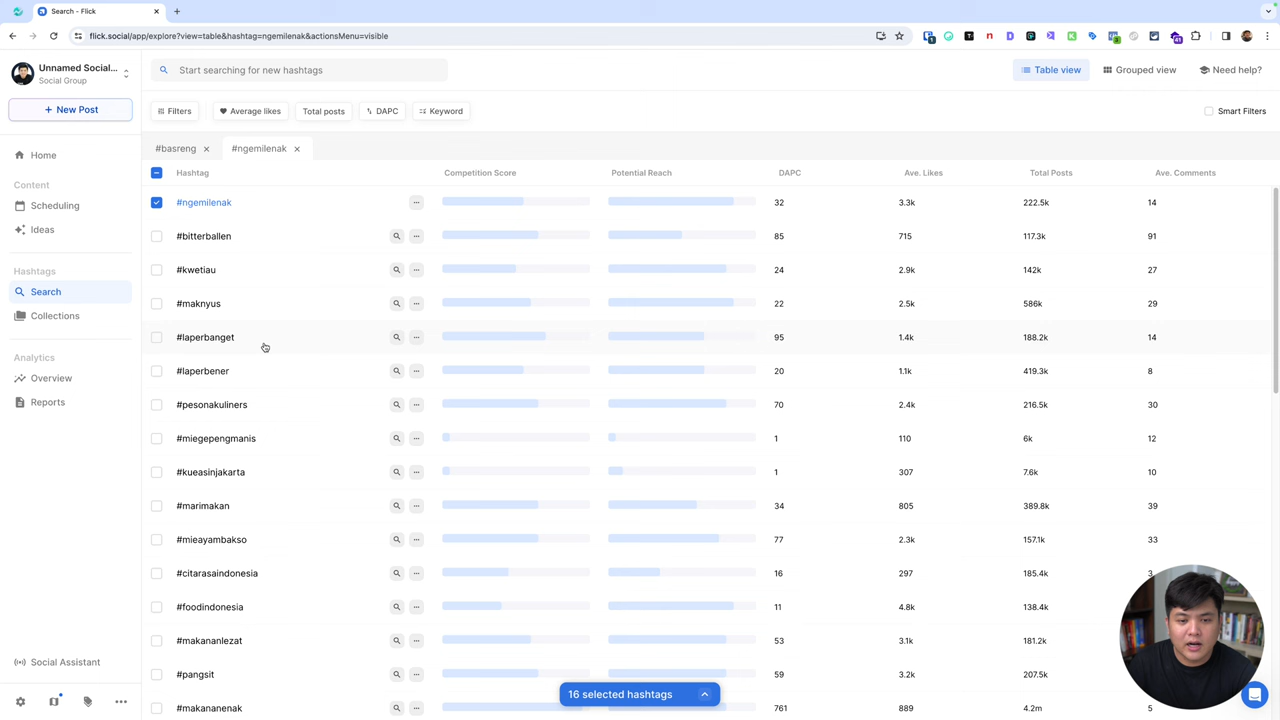 Search - Flick
flick.social/app/explore?view=table&hashtag=ngemilenak&actionsMenu=visible
Unnamed Social...
Social Group
Start searching for new hashtags
Table view
Grouped view
Need help?
+ New Post
Filters
Average likes
Total posts
DAPC
Keyword
Smart Filters
#basreng
#ngemilenak
Home
Content
Scheduling
Ideas
Hashtags
Search
Collections
Analytics
Overview
Reports
Social Assistant
Hashtag Competition Score Potential Reach DAPC Ave. Likes Total Posts Ave. Comments
#ngemilenak 32 3.3k 222.5k 14
#bitterballen 85 715 117.3k 91
#kwetiau 24 2.9k 142k 27
#maknyus 22 2.5k 586k 29
#laperbanget 95 1.4k 188.2k 14
#laperbener 20 1.1k 419.3k 8
#pesonakuliners 70 2.4k 216.5k 30
#miegepengmanis 1 110 6k 12
#kueasinjakarta 1 307 7.6k 10
#marimakan 34 805 389.8k 39
#mieayambakso 77 2.3k 157.1k 33
#citarasaindonesia 16 297 185.4k
#foodindonesia 11 4.8k 138.4k
#makananlezat 53 3.1k 181.2k
#pangsit 59 3.2k 207.5k
#makananenak 761 889 4.2m 5
16 selected hashtags